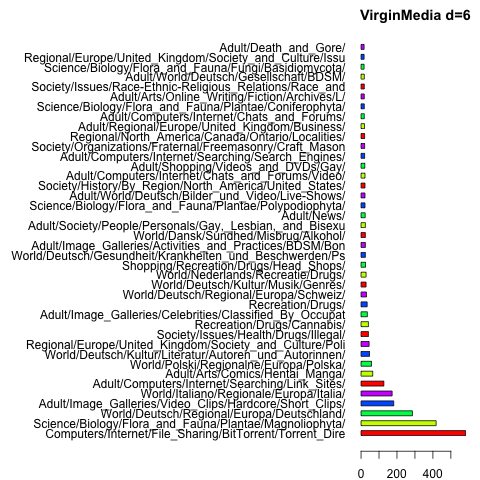 VirginMedia d=6
Adult/Death_and_Gore/
Regional/Europe/United_Kingdom/Society_and_Culture/Issu
Science/Biology/Flora_and_Fauna/Fungi/Basidiomycota/
Adult/World/Deutsch/Gesellschaft/BDSM/
Society/Issues/Race-Ethnic-Religious_Relations/Race_and
Adult/Arts/Online_Writing/Fiction/Archives/L/
Science/Biology/Flora_and_Fauna/Plantae/Coniferophyta/
Adult/Computers/Internet/Chats_and_Forums/
Adult/Regional/Europe/United_Kingdom/Business/
Regional/North_America/Canada/Ontario/Localities/
Society/Organizations/Fraternal/Freemasonry/Craft_Mason
Adult/Computers/Internet/Searching/Search_Engines/
Adult/Shopping/Videos_and_DVDs/Gay/
Adult/Computers/Internet/Chats_and_Forums/Video/
Society/History/By_Region/North_America/United_States/
Adult/World/Deutsch/Bilder_und_Video/Live-Shows/
Science/Biology/Flora_and_Fauna/Plantae/Polypodiophyta/
Adult/News/
Adult/Society/People/Personals/Gay,_Lesbian,_and_Bisexu
World/Dansk/Sundhed/Misbrug/Alkohol/
Adult/Image_Galleries/Activities_and_Practices/BDSM/Bon
World/Deutsch/Gesundheit/Krankheiten_und_Beschwerden/Ps
Shopping/Recreation/Drugs/Head_Shops/
World/Nederlands/Recreatie/Drugs/
World/Deutsch/Kultur/Musik/Genres/
World/Deutsch/Regional/Europa/Schweiz/
Recreation/Drugs/
Adult/Image_Galleries/Celebrities/Classified_By_Occupat
Recreation/Drugs/Cannabis/
Society/Issues/Health/Drugs/Illegal/
Regional/Europe/United_Kingdom/Society_and_Culture/Poli
World/Deutsch/Kultur/Literatur/Autoren_und_Autorinnen/
World/Polski/Regionalne/Europa/Polska/
Adult/Arts/Comics/Hentai_Manga/
Adult/Computers/Internet/Searching/Link_Sites/
World/Italiano/Regionale/Europa/Italia/
Adult/Image_Galleries/Video_Clips/Hardcore/Short_Clips/
World/Deutsch/Regional/Europa/Deutschland/
Science/Biology/Flora_and_Fauna/Plantae/Magnoliophyta/
Computers/Internet/File_Sharing/BitTorrent/Torrent_Dire
0 200 400